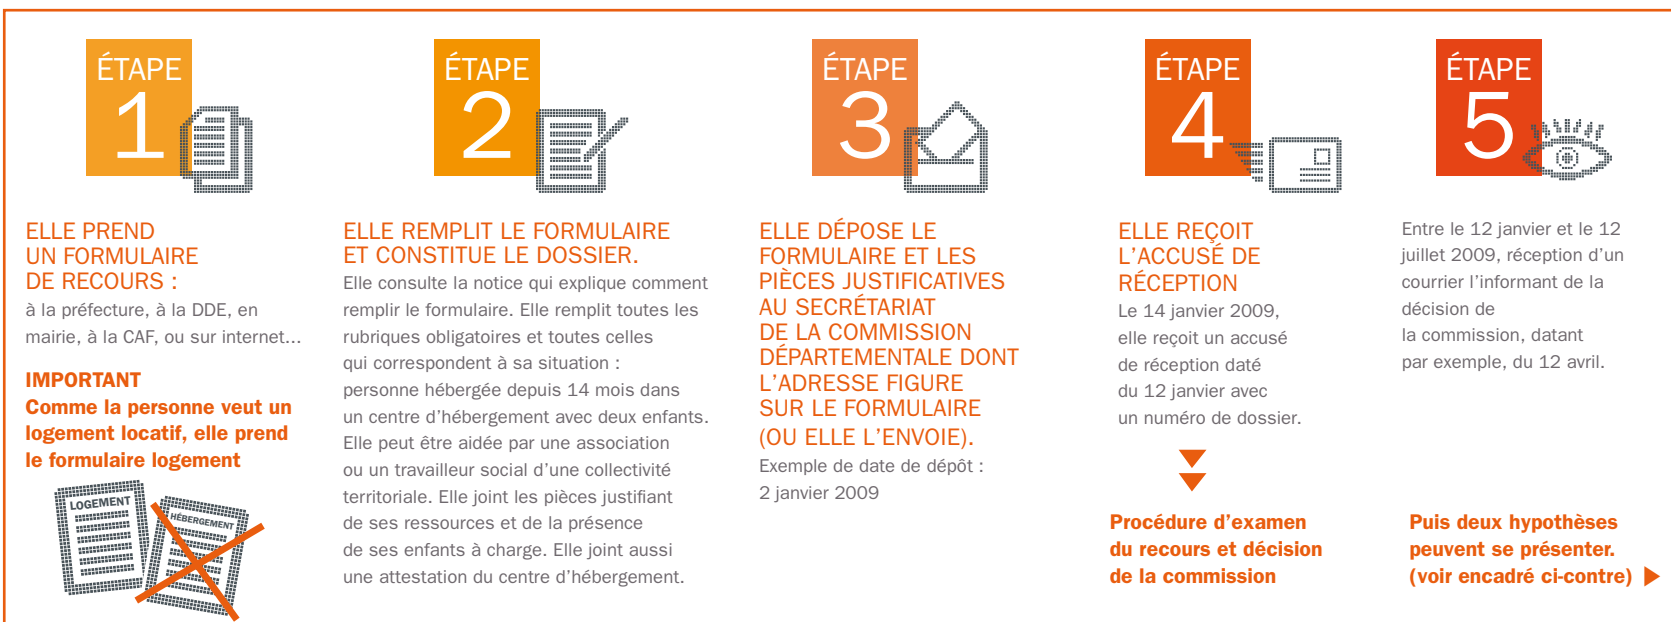 ÉTAPE
1
ELLE PREND
UN FORMULAIRE
DE RECOURS :
à la préfecture, à la DDE, en
mairie, à la CAF, ou sur internet...
IMPORTANT
Comme la personne veut un
logement locatif, elle prend
le formulaire logement
LOGEMENT
HÉBERGEMENT
ÉTAPE
2
ELLE REMPLIT LE FORMULAIRE
ET CONSTITUE LE DOSSIER.
Elle consulte la notice qui explique comment
remplir le formulaire. Elle remplit toutes les
rubriques obligatoires et toutes celles
qui correspondent à sa situation :
personne hébergée depuis 14 mois dans
un centre d'hébergement avec deux enfants.
Elle peut être aidée par une association
ou un travailleur social d'une collectivité
territoriale. Elle joint les pièces justifiant
de ses ressources et de la présence
de ses enfants à charge. Elle joint aussi
une attestation du centre d'hébergement.
ÉTAPE
3
ELLE DÉPOSE LE
FORMULAIRE ET LES
PIÈCES JUSTIFICATIVES
AU SECRÉTARIAT
DE LA COMMISSION
DÉPARTEMENTALE DONT
L'ADRESSE FIGURE
SUR LE FORMULAIRE
(OU ELLE L'ENVOIE).
Exemple de date de dépôt :
2 janvier 2009
ÉTAPE
4
ELLE REÇOIT
L'ACCUSÉ DE
RÉCEPTION
Le 14 janvier 2009,
elle reçoit un accusé
de réception daté
du 12 janvier avec
un numéro de dossier.
Procédure d'examen
du recours et décision
de la commission
ÉTAPE
5
Entre le 12 janvier et le 12
juillet 2009, réception d'un
courrier l'informant de la
décision de
la commission, datant
par exemple, du 12 avril.
Puis deux hypothèses
peuvent se présenter.
(voir encadré ci-contre)